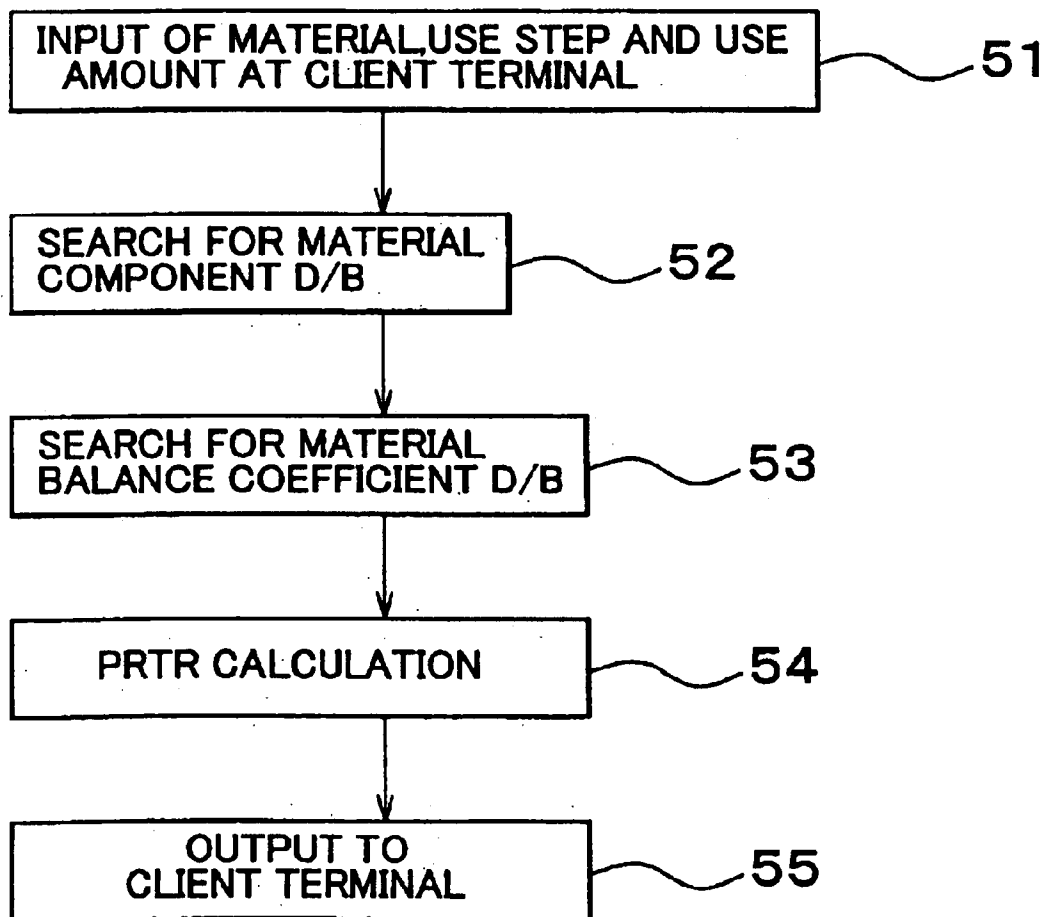 INPUT OF MATERIAL,USE STEP AND USE
AMOUNT AT CLIENT TERMINAL
51
SEARCH FOR MATERIAL
COMPONENT D/B
52
SEARCH FOR MATERIAL
BALANCE COEFFICIENT D/B
53
PRTR CALCULATION
54
OUTPUT TO
CLIENT TERMINAL
55